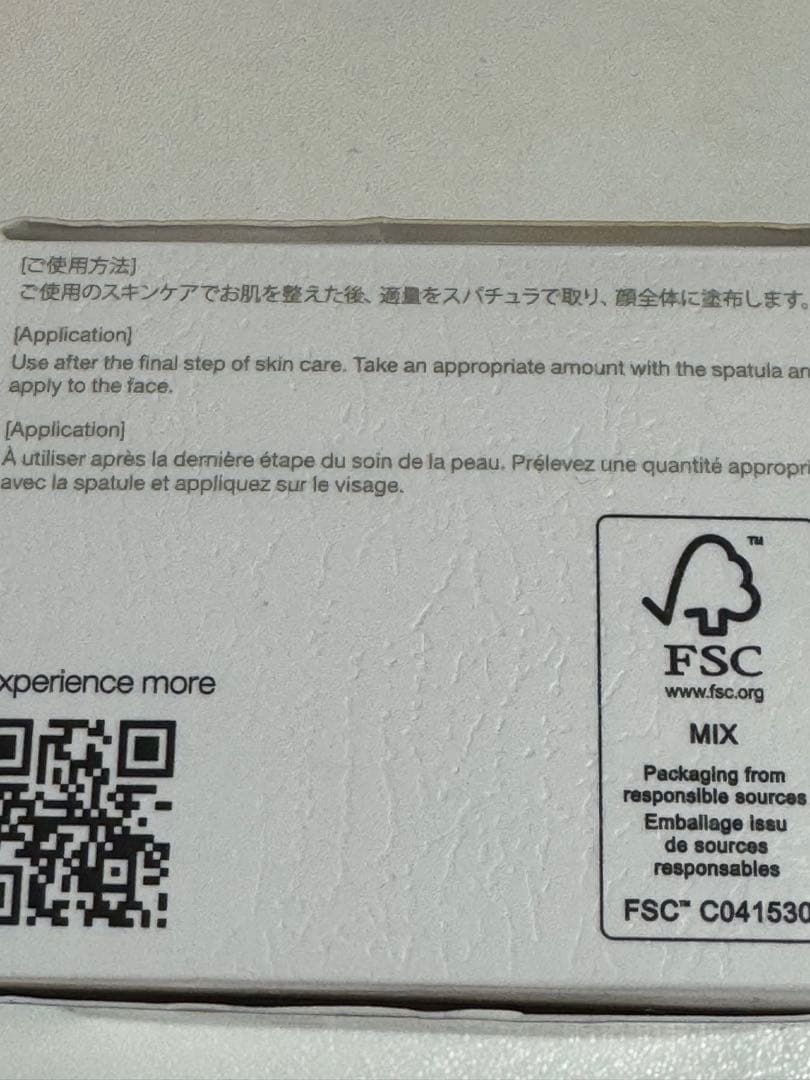 [ご使用方法]
ご使用のスキンケアでお肌を整えた後、適量をスパチュラで取り、顔全体に塗布します。
[Application]
Use after the final step of skin care. Take an appropriate amount with the spatula an
apply to the face.
[Application]
À utiliser après la dernière étape du soin de la peau. Prélevez une quantité appropri
avec la spatule et appliquez sur le visage.
xperience more
TM
FSC
www.fsc.org
MIX
Packaging from
responsible sources
Emballage issu
de sources
responsables
FSC™ C041530